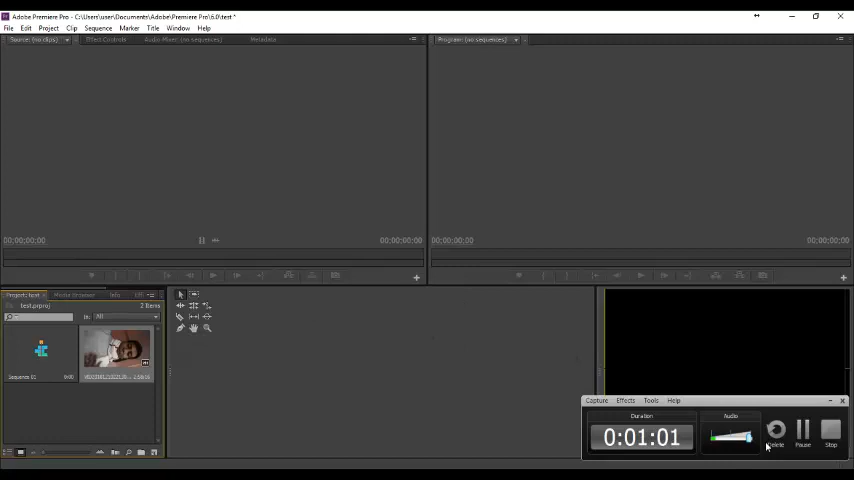 Adobe Premiere Pro - C:\Users\user\Documents\Adobe\Premiere Pro\6.0\test *
File Edit Project Clip Sequence Marker Title Window Help
Source: (no clips) Effect Controls Audio Mixer: (no sequences) Metadata
Program: (no sequences)
00;00;00;00 00;00;00;00 00;00;00;00 00;00;00;00
Project: test Media Browser Info
test.prproj 2 Items
In: All
Sequence 01 0;00
Capture Effects Tools Help
Duration Audio
0:01:01
Delete Pause Stop